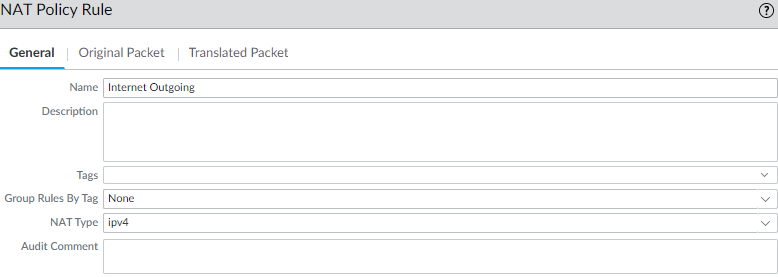 NAT Policy Rule
?
General
Original Packet
Translated Packet
Name
Internet Outgoing
Description
Tags
Group Rules By Tag
None
NAT Type
ipv4
Audit Comment